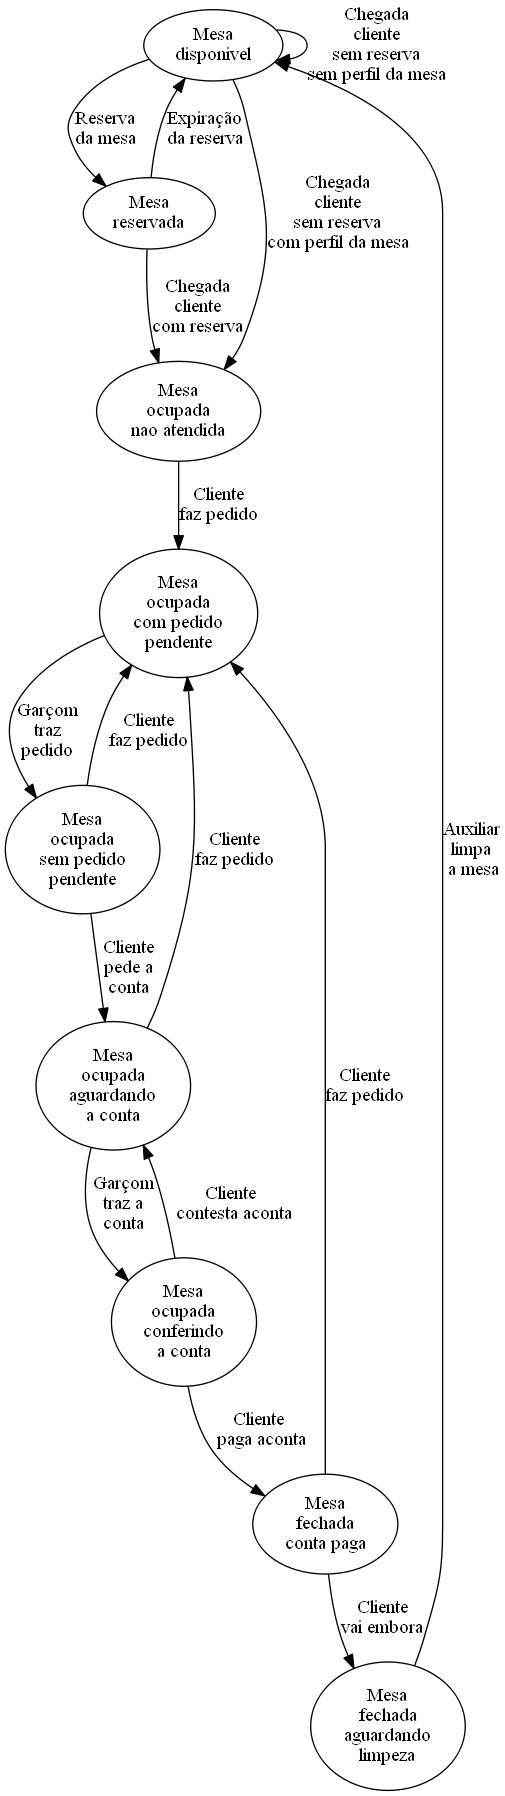 Mesa
disponivel
Chegada
cliente
sem reserva
sem perfil da mesa
Reserva
da mesa
Expiração
da reserva
Mesa
reservada
Chegada
cliente
sem reserva
com perfil da mesa
Chegada
cliente
com reserva
Mesa
ocupada
nao atendida
Cliente
faz pedido
Mesa
ocupada
com pedido
pendente
Garçom
traz
pedido
Cliente
faz pedido
Mesa
ocupada
sem pedido
pendente
Cliente
faz pedido
Auxiliar
limpa
a mesa
Cliente
pede a
conta
Mesa
ocupada
aguardando
a conta
Cliente
faz pedido
Garçom
traz a
conta
Cliente
contesta aconta
Mesa
ocupada
conferindo
a conta
Cliente
paga aconta
Mesa
fechada
conta paga
Cliente
vai embora
Mesa
fechada
aguardando
limpeza